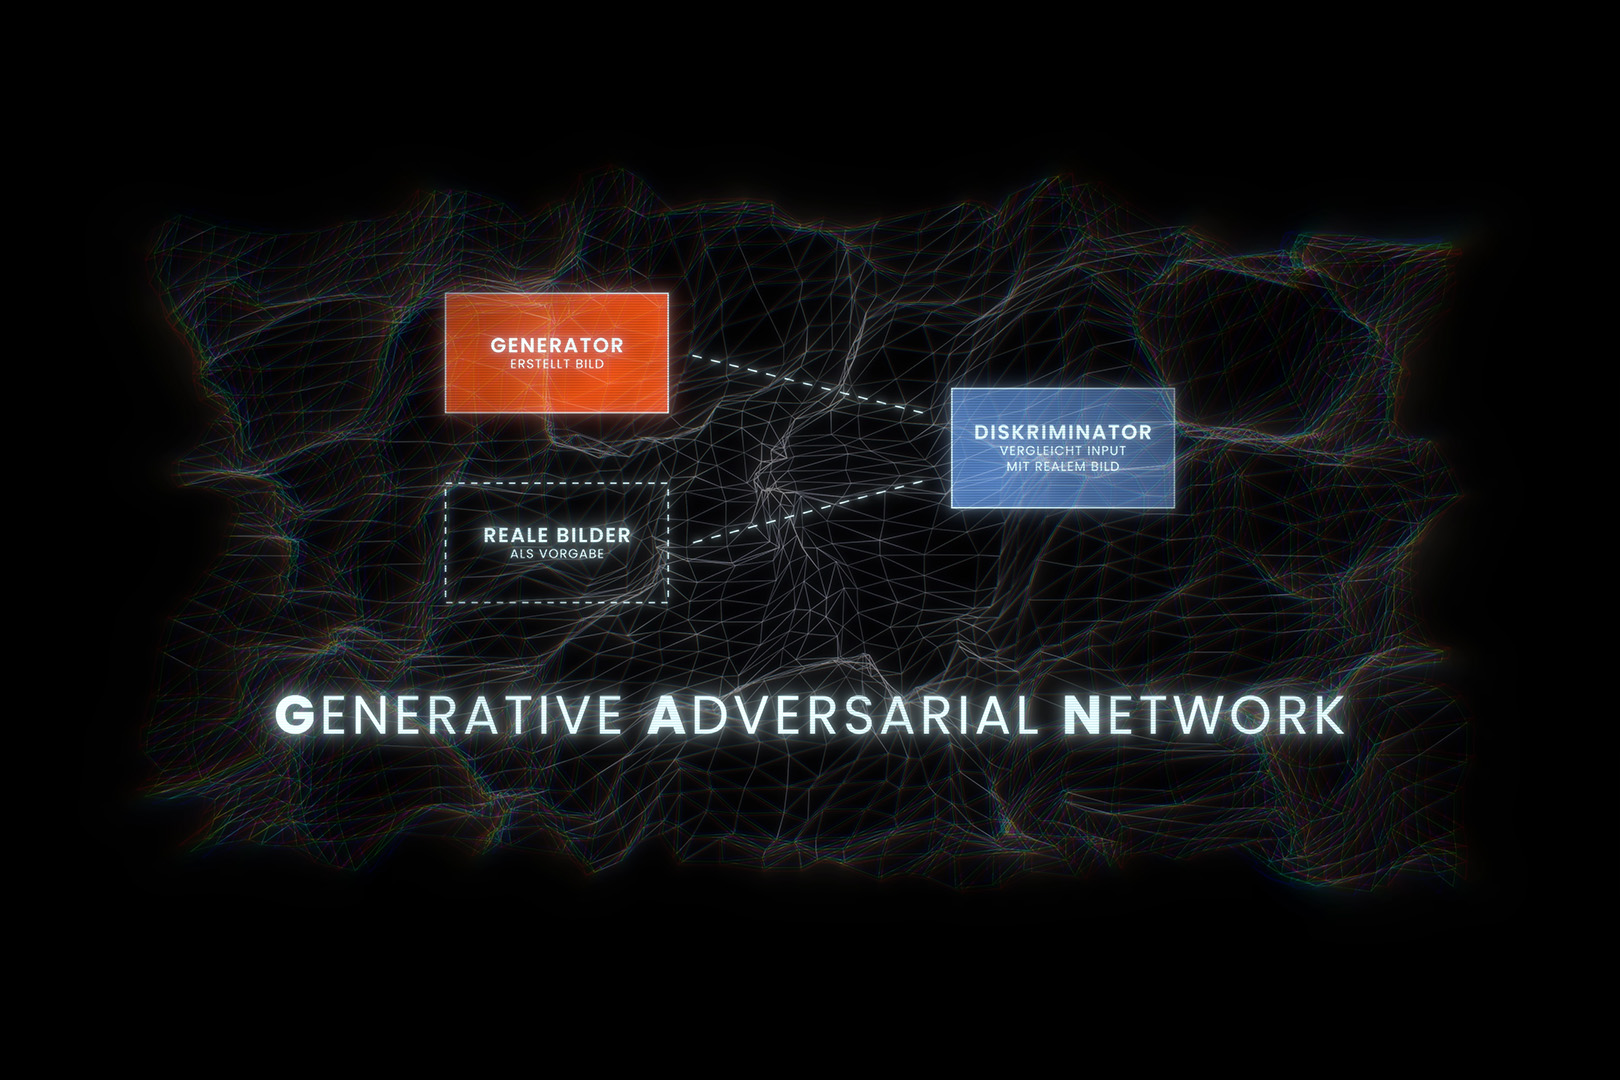 GENERATOR
ERSTELLT BILD
DISKRIMINATOR
VERGLEICHT INPUT
MIT REALEM BILD
REALE BILDER
ALS VORGABE
GENERATIVE ADVERSARIAL NETWORK